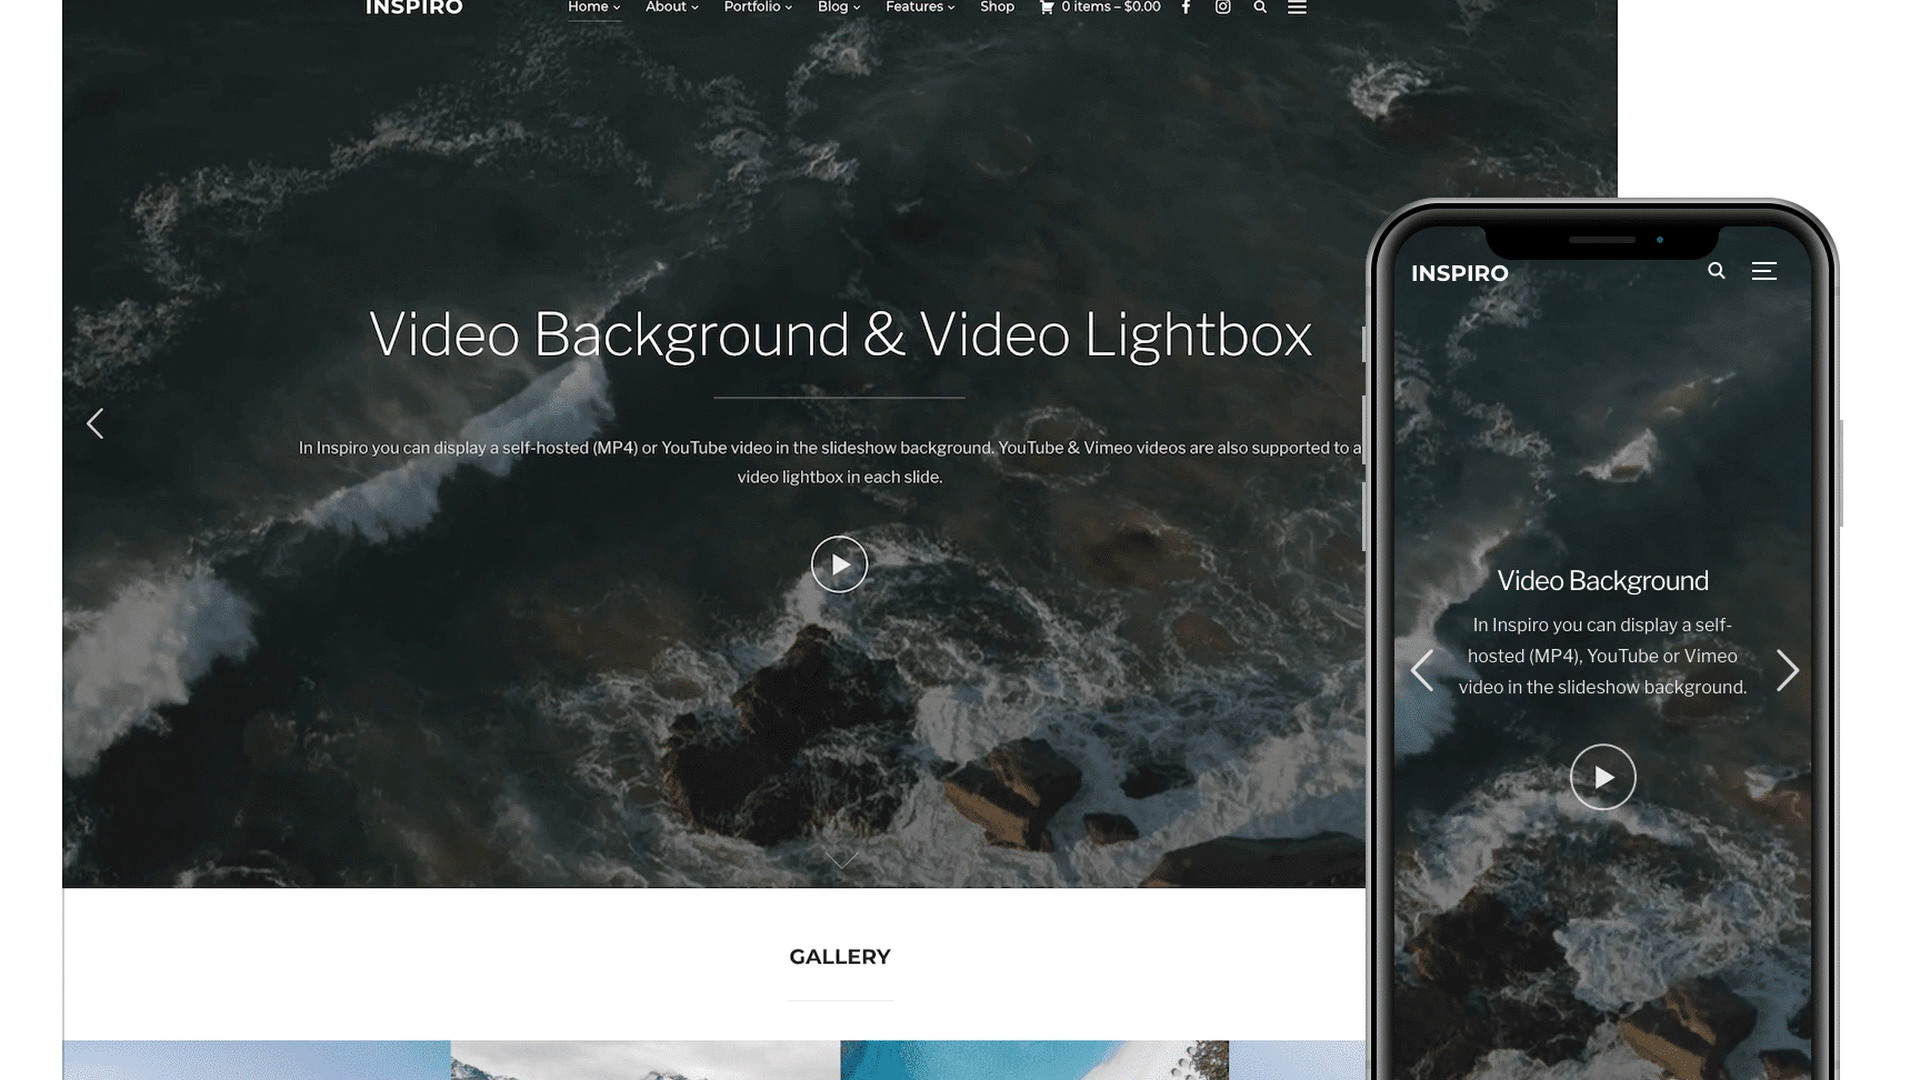 INSPIRO
Home About Portfolio Blog Features Shop 0 items – $0.00
Video Background & Video Lightbox
In Inspiro you can display a self-hosted (MP4) or YouTube video in the slideshow background. YouTube & Vimeo videos are also supported to a
video lightbox in each slide.
GALLERY
INSPIRO
Video Background
In Inspiro you can display a self-
hosted (MP4), YouTube or Vimeo
video in the slideshow background.